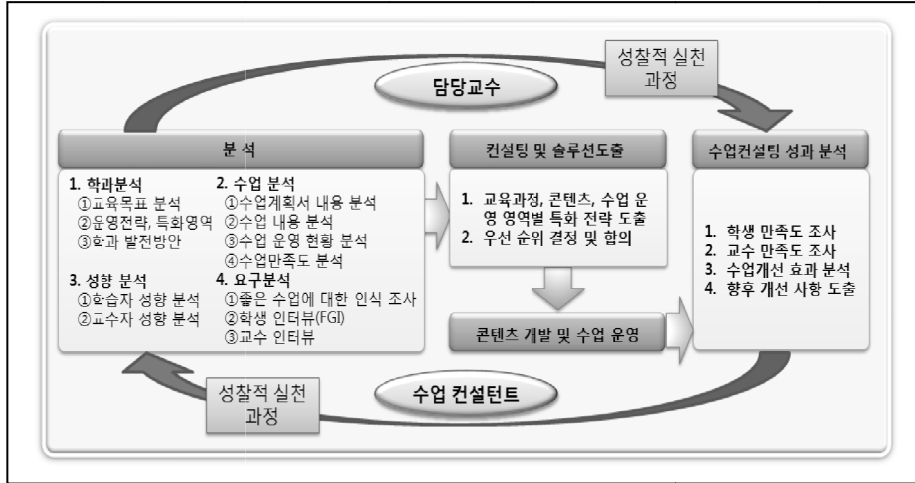 성찰적 실천
과정
담당교수
분 석
1. 학과분석
①교육목표 분석
②운영전략, 특화영역
③학과 발전방안
2. 수업 분석
①수업계획서 내용 분석
②수업 내용 분석
③수업 운영 현황 분석
④수업만족도 분석
3. 성향 분석
①학습자 성향 분석
②교수자 성향 분석
4. 요구분석
①좋은 수업에 대한 인식 조사
②학생 인터뷰(FGI)
③교수 인터뷰
컨설팅 및 솔루션도출
1. 교육과정, 콘텐츠, 수업 운
영 영역별 특화 전략 도출
2. 우선 순위 결정 및 합의
콘텐츠 개발 및 수업 운영
수업컨설팅 성과 분석
1. 학생 만족도 조사
2. 교수 만족도 조사
3. 수업개선 효과 분석
4. 향후 개선 사항 도출
성찰적 실천
과정
수업 컨설턴트